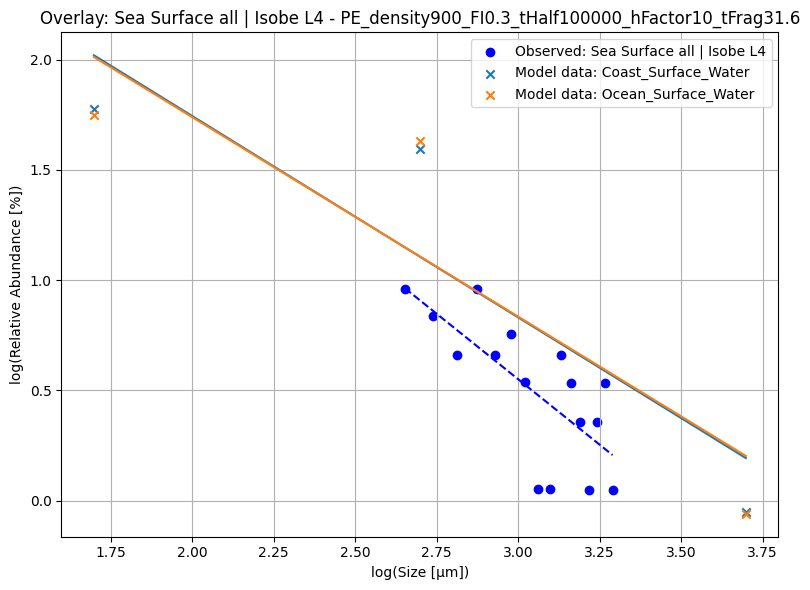 Overlay: Sea Surface all | Isobe L4 - PE_density900_FI0.3_tHalf100000_hFactor10_tFrag31.6
Observed: Sea Surface all | Isobe L4
Model data: Coast_Surface_Water
Model data: Ocean_Surface_Water
log(Relative Abundance [%])
2.0
1.5
1.0
0.5
0.0
1.75 2.00 2.25 2.50 2.75 3.00 3.25 3.50 3.75
log(Size [µm])